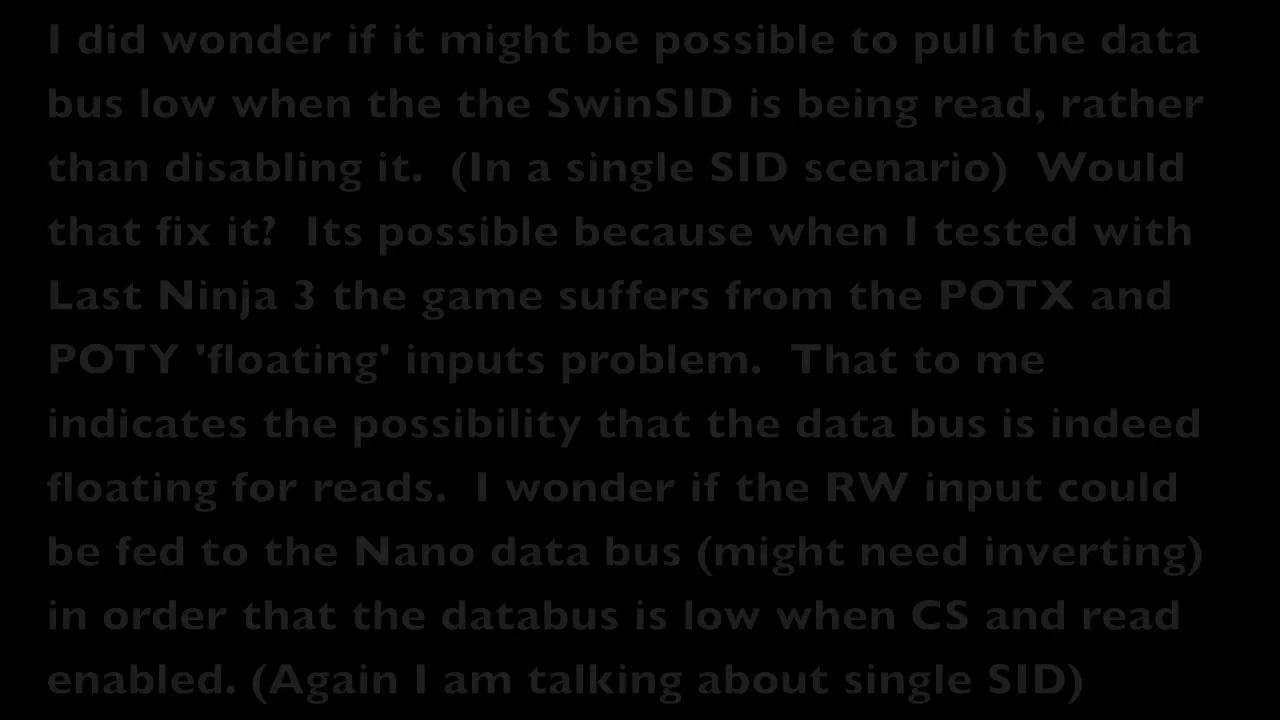 I did wonder if it might be possible to pull the data
bus low when the the SwinSID is being read, rather
than disabling it.  (In a single SID scenario)  Would
that fix it?  Its possible because when I tested with
Last Ninja 3 the game suffers from the POTX and
POTY 'floating' inputs problem.  That to me
indicates the possibility that the data bus is indeed
floating for reads.  I wonder if the RW input could
be fed to the Nano data bus (might need inverting)
in order that the databus is low when CS and read
enabled. (Again I am talking about single SID)